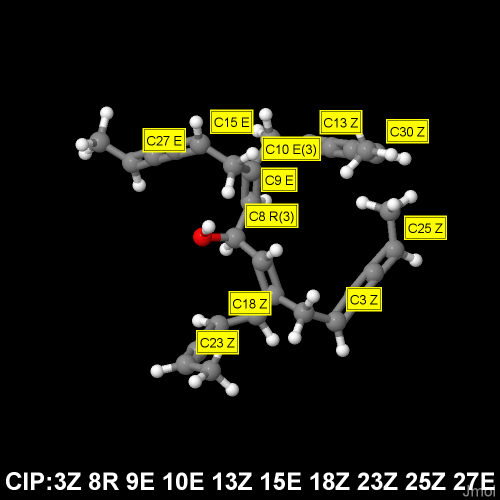 C15 E
C13 Z
C30 Z
C27 E
C10 E(3)
C9 E
C8 R(3)
C25 Z
C18 Z
C3 Z
C23 Z
CIP:3Z 8R 9E 10E 13Z 15E 18Z 23Z 25Z 27E
Jmol